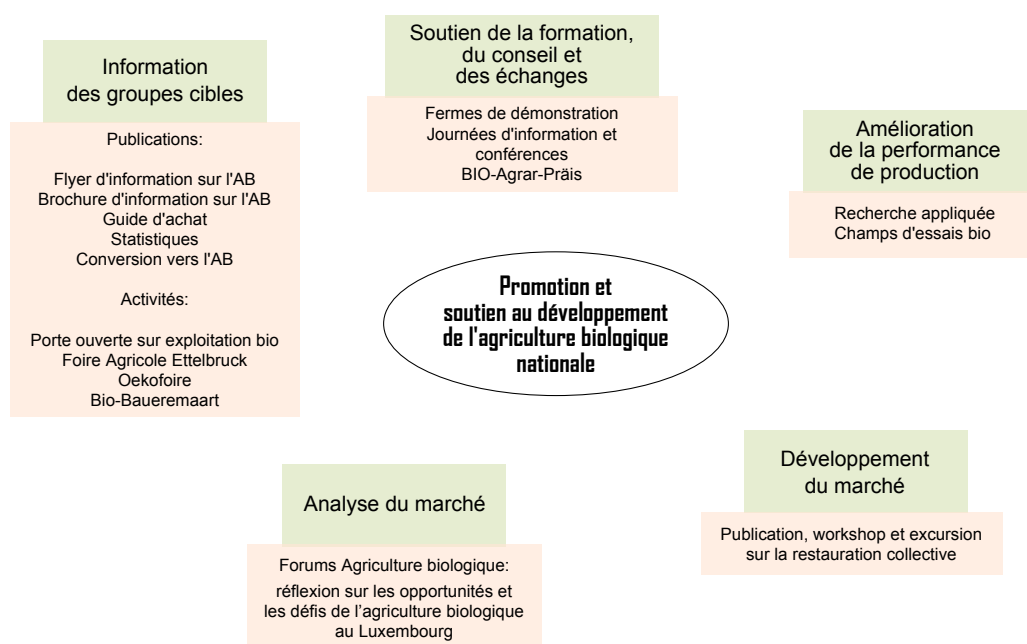 Information
des groupes cibles
Publications:
Flyer d'information sur l'AB
Brochure d'information sur l'AB
Guide d'achat
Statistiques
Conversion vers l'AB
Activités:
Porte ouverte sur exploitation bio
Foire Agricole Ettelbruck
Oekofoire
Bio-Baueremaart
Soutien de la formation,
du conseil et
des échanges
Fermes de démonstration
Journées d'information et
conférences
BIO-Agrar-Präis
Amélioration
de la performance
de production
Recherche appliquée
Champs d'essais bio
Promotion et
soutien au développement
de l'agriculture biologique
nationale
Analyse du marché
Forums Agriculture biologique:
réflexion sur les opportunités et
les défis de l’agriculture biologique
au Luxembourg
Développement
du marché
Publication, workshop et excursion
sur la restauration collective